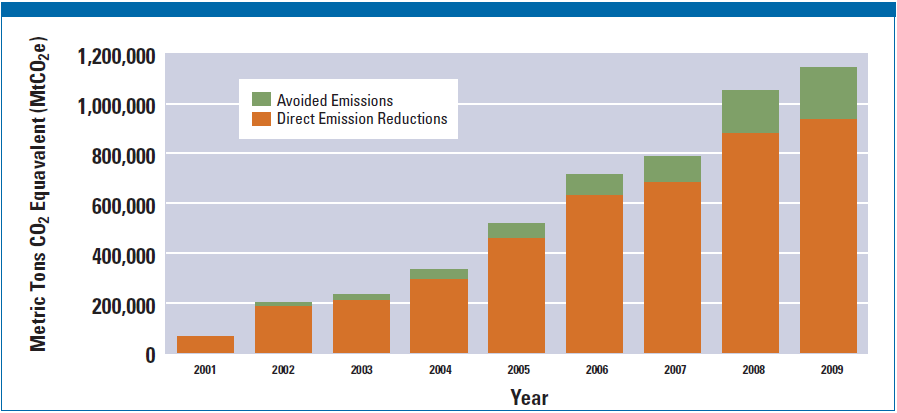 Metric Tons CO₂ Equavalent (MtCO₂e)
1,200,000
1,000,000
800,000
600,000
400,000
200,000
0
Avoided Emissions
Direct Emission Reductions
2001 2002 2003 2004 2005 2006 2007 2008 2009
Year